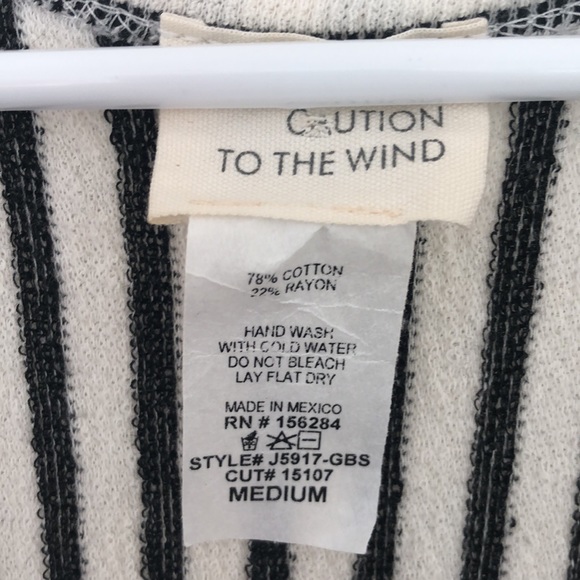 CAUTION
TO THE WIND
78% COTTON
22% RAYON
HAND WASH
WITH COLD WATER
DO NOT BLEACH
LAY FLAT DRY
MADE IN MEXICO
RN # 156284
STYLE# J5917-GBS
CUT# 15107
MEDIUM